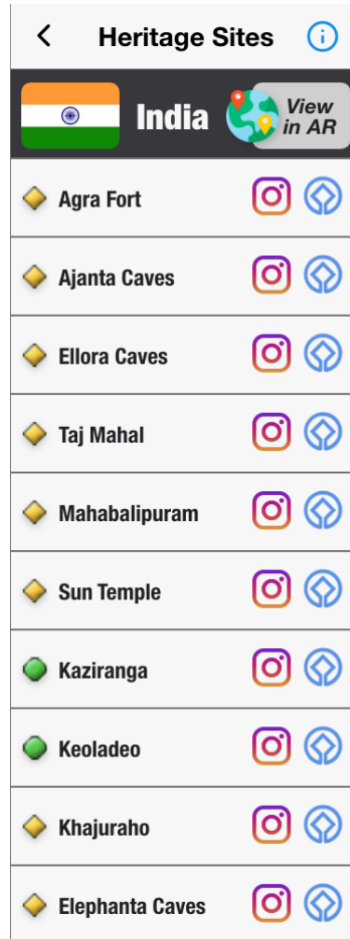 Heritage Sites
India
View
in AR
Agra Fort
Ajanta Caves
Ellora Caves
Taj Mahal
Mahabalipuram
Sun Temple
Kaziranga
Keoladeo
Khajuraho
Elephanta Caves